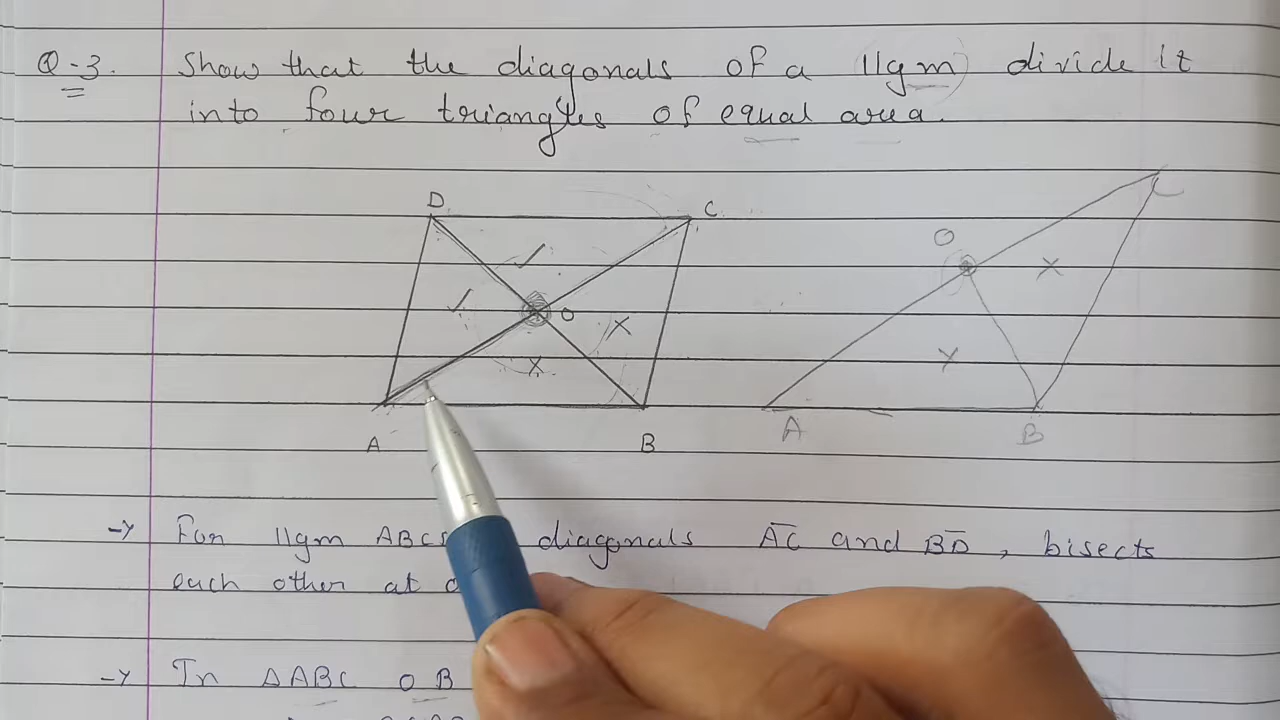 Q-3. Show that the diagonals of a ||gm divide it
into four triangles of equal area.
D C
O
A B
C
O
A B
→ For ||gm diagonals AC and BD, bisects
each other at
→ In △ABC OB